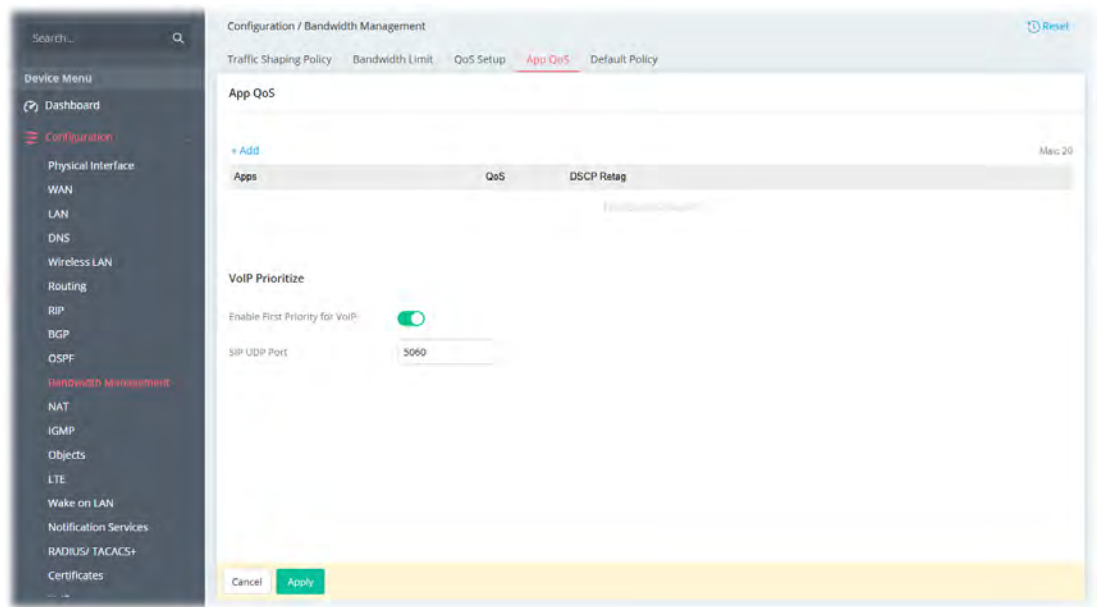 Search...
Device Menu
Dashboard
Configuration
Physical Interface
WAN
LAN
DNS
Wireless LAN
Routing
RIP
BGP
OSPF
Bandwidth Management
NAT
IGMP
Objects
LTE
Wake on LAN
Notification Services
RADIUS/ TACACS+
Certificates
Configuration / Bandwidth Management
Reset
Traffic Shaping Policy Bandwidth Limit QoS Setup App QoS Default Policy
App QoS
+ Add Max: 20
Apps QoS DSCP Retag
VoIP Prioritize
Enable First Priority for VoIP
SIP UDP Port 5060
Cancel Apply